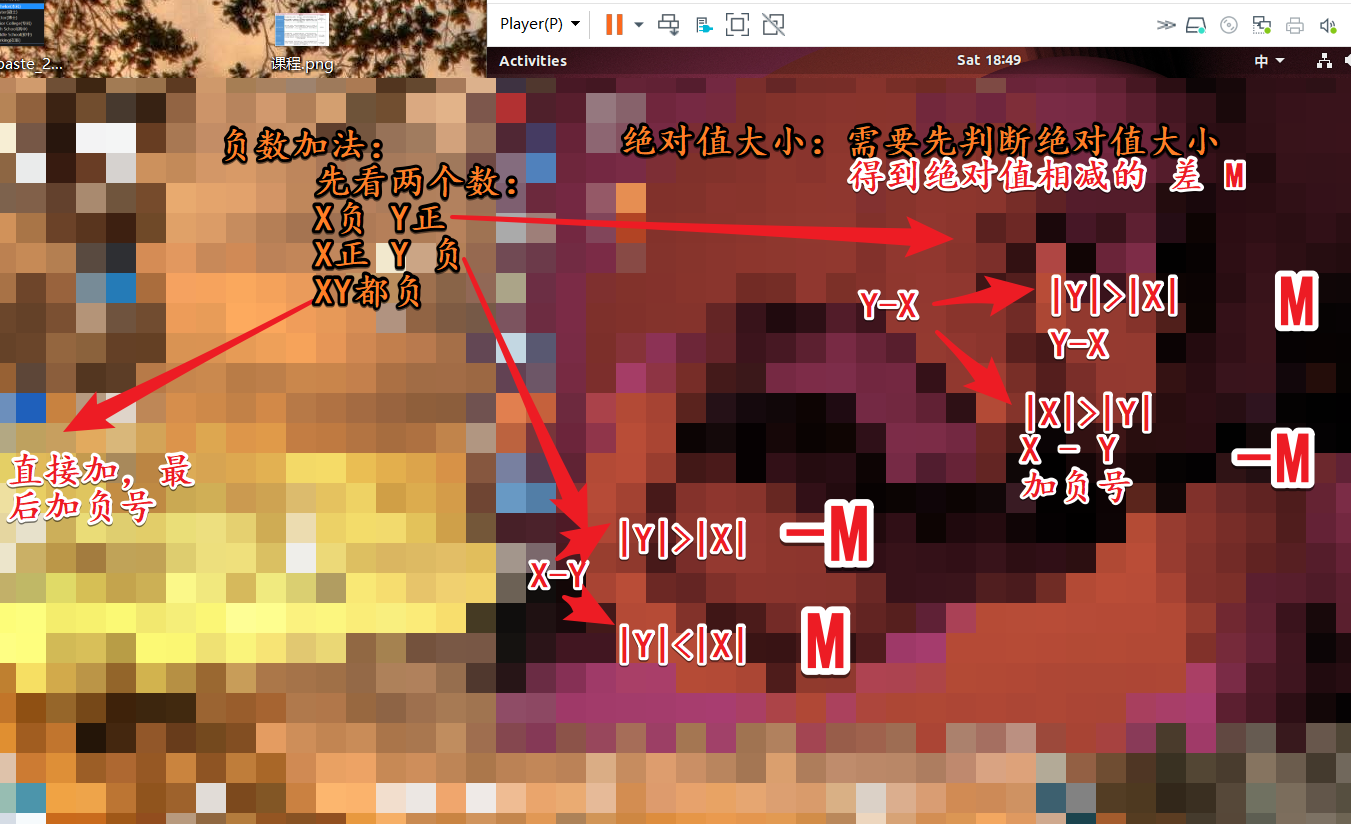 Player(P)
paste_2...
课程.png
Activities
Sat 18:49
中
负数加法：
先看两个数：
X负 Y正
X正 Y 负
XY都负
绝对值大小：需要先判断绝对值大小
得到绝对值相减的 差 M
Y-X
|Y|>|X|
M
Y-X
|X|>|Y|
X - Y
加负号
-M
直接加，最
后加负号
|Y|>|X|
-M
X-Y
|Y|<|X|
M